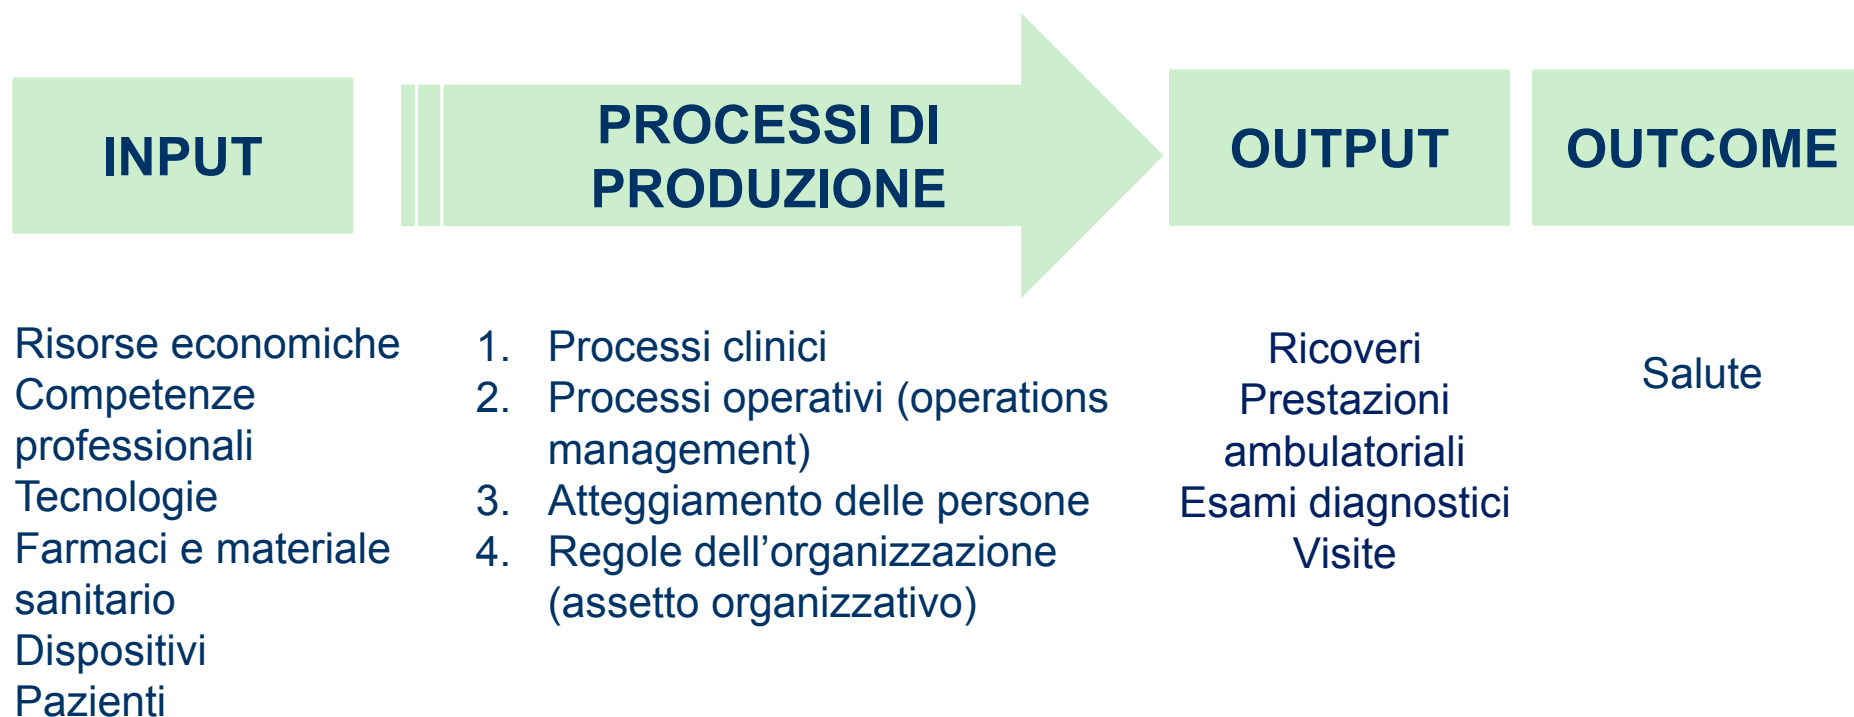 INPUT
PROCESSI DI
PRODUZIONE
OUTPUT
OUTCOME
Risorse economiche
Competenze
professionali
Tecnologie
Farmaci e materiale
sanitario
Dispositivi
Pazienti
1. Processi clinici
2. Processi operativi (operations
management)
3. Atteggiamento delle persone
4. Regole dell’organizzazione
(assetto organizzativo)
Ricoveri
Prestazioni
ambulatoriali
Esami diagnostici
Visite
Salute